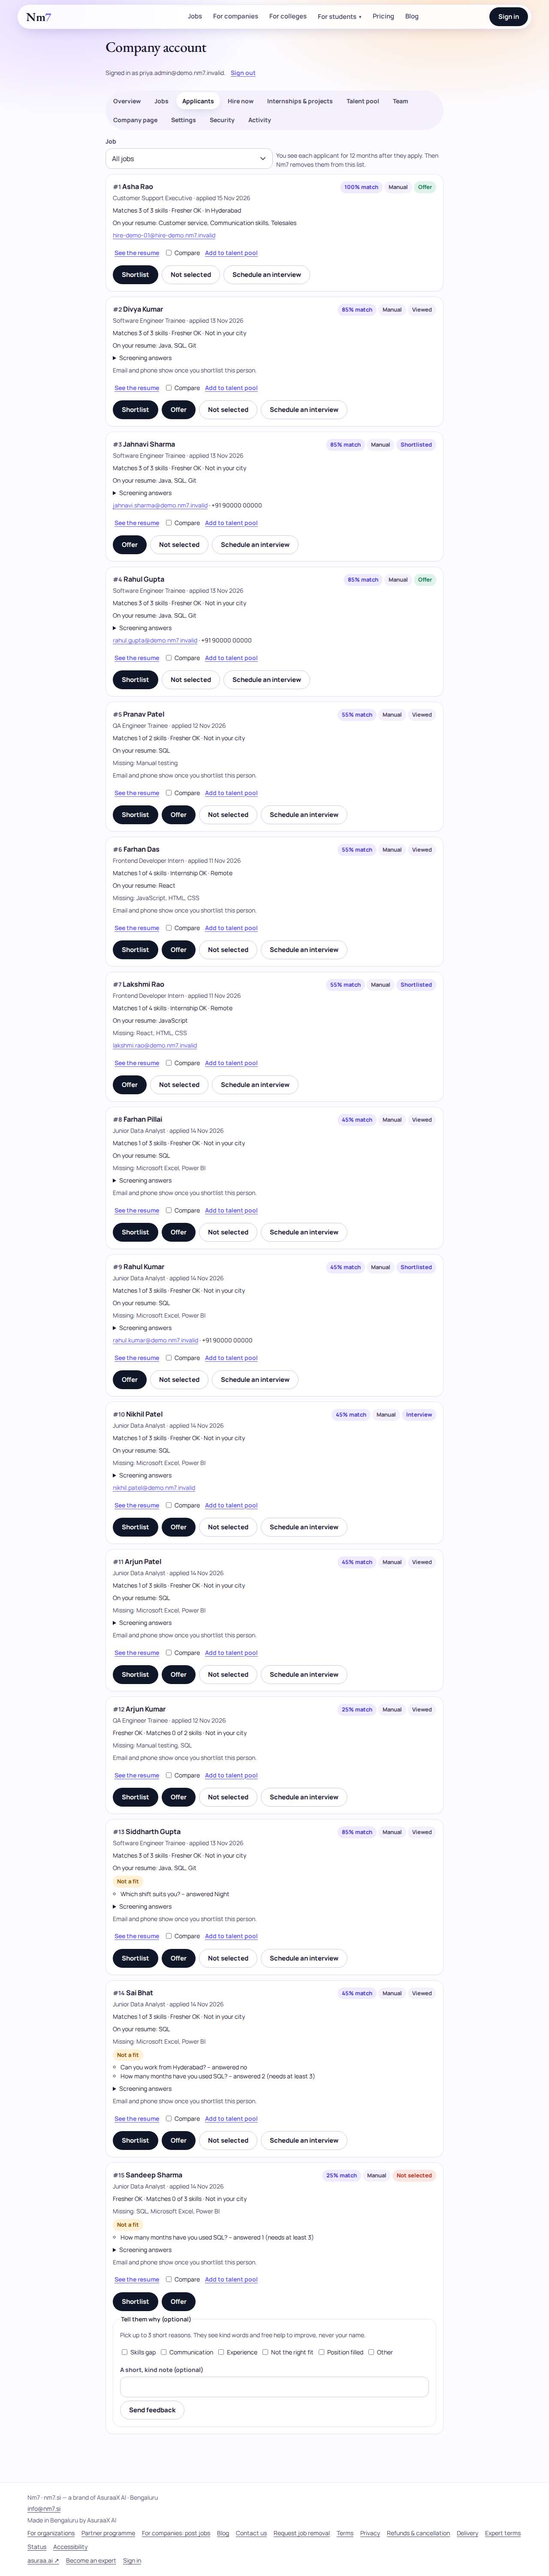 Nm7
Jobs For companies For colleges For students Pricing Blog Sign in
Company account
Signed in as priya.admin@demo.nm7.invalid. Sign out
Overview Jobs Applicants Hire now Internships & projects Talent pool Team
Company page Settings Security Activity
Job
All jobs
You see each applicant for 12 months after they apply. Then
Nm7 removes them from this list.
#1 Asha Rao 100% match Manual Offer
Customer Support Executive · applied 15 Nov 2026
Matches 3 of 3 skills · Fresher OK · In Hyderabad
On your resume: Customer service, Communication skills, Telesales
hire-demo-01@hire-demo.nm7.invalid
See the resume Compare Add to talent pool
Shortlist Not selected Schedule an interview
#2 Divya Kumar 85% match Manual Viewed
Software Engineer Trainee · applied 13 Nov 2026
Matches 3 of 3 skills · Fresher OK · Not in your city
On your resume: Java, SQL, Git
Screening answers
Email and phone show once you shortlist this person.
See the resume Compare Add to talent pool
Shortlist Offer Not selected Schedule an interview
#3 Jahnavi Sharma 85% match Manual Shortlisted
Software Engineer Trainee · applied 13 Nov 2026
Matches 3 of 3 skills · Fresher OK · Not in your city
On your resume: Java, SQL, Git
Screening answers
jahnavi.sharma@demo.nm7.invalid · +91 90000 00000
See the resume Compare Add to talent pool
Offer Not selected Schedule an interview
#4 Rahul Gupta 85% match Manual Offer
Software Engineer Trainee · applied 13 Nov 2026
Matches 3 of 3 skills · Fresher OK · Not in your city
On your resume: Java, SQL, Git
Screening answers
rahul.gupta@demo.nm7.invalid · +91 90000 00000
See the resume Compare Add to talent pool
Shortlist Not selected Schedule an interview
#5 Pranav Patel 55% match Manual Viewed
QA Engineer Trainee · applied 12 Nov 2026
Matches 1 of 2 skills · Fresher OK · Not in your city
On your resume: SQL
Missing: Manual testing
Email and phone show once you shortlist this person.
See the resume Compare Add to talent pool
Shortlist Offer Not selected Schedule an interview
#6 Farhan Das 55% match Manual Viewed
Frontend Developer Intern · applied 11 Nov 2026
Matches 1 of 4 skills · Internship OK · Remote
On your resume: React
Missing: JavaScript, HTML, CSS
Email and phone show once you shortlist this person.
See the resume Compare Add to talent pool
Shortlist Offer Not selected Schedule an interview
#7 Lakshmi Rao 55% match Manual Shortlisted
Frontend Developer Intern · applied 11 Nov 2026
Matches 1 of 4 skills · Internship OK · Remote
On your resume: JavaScript
Missing: React, HTML, CSS
lakshmi.rao@demo.nm7.invalid
See the resume Compare Add to talent pool
Offer Not selected Schedule an interview
#8 Farhan Pillai 45% match Manual Viewed
Junior Data Analyst · applied 14 Nov 2026
Matches 1 of 3 skills · Fresher OK · Not in your city
On your resume: SQL
Missing: Microsoft Excel, Power BI
Screening answers
Email and phone show once you shortlist this person.
See the resume Compare Add to talent pool
Shortlist Offer Not selected Schedule an interview
#9 Rahul Kumar 45% match Manual Shortlisted
Junior Data Analyst · applied 14 Nov 2026
Matches 1 of 3 skills · Fresher OK · Not in your city
On your resume: SQL
Missing: Microsoft Excel, Power BI
Screening answers
rahul.kumar@demo.nm7.invalid · +91 90000 00000
See the resume Compare Add to talent pool
Offer Not selected Schedule an interview
#10 Nikhil Patel 45% match Manual Interview
Junior Data Analyst · applied 14 Nov 2026
Matches 1 of 3 skills · Fresher OK · Not in your city
On your resume: SQL
Missing: Microsoft Excel, Power BI
Screening answers
nikhil.patel@demo.nm7.invalid
See the resume Compare Add to talent pool
Shortlist Offer Not selected Schedule an interview
#11 Arjun Patel 45% match Manual Viewed
Junior Data Analyst · applied 14 Nov 2026
Matches 1 of 3 skills · Fresher OK · Not in your city
On your resume: SQL
Missing: Microsoft Excel, Power BI
Screening answers
Email and phone show once you shortlist this person.
See the resume Compare Add to talent pool
Shortlist Offer Not selected Schedule an interview
#12 Arjun Kumar 25% match Manual Viewed
QA Engineer Trainee · applied 12 Nov 2026
Fresher OK · Matches 0 of 2 skills · Not in your city
Missing: Manual testing, SQL
Email and phone show once you shortlist this person.
See the resume Compare Add to talent pool
Shortlist Offer Not selected Schedule an interview
#13 Siddharth Gupta 85% match Manual Viewed
Software Engineer Trainee · applied 13 Nov 2026
Matches 3 of 3 skills · Fresher OK · Not in your city
On your resume: Java, SQL, Git
Not a fit
Which shift suits you? – answered Night
Screening answers
Email and phone show once you shortlist this person.
See the resume Compare Add to talent pool
Shortlist Offer Not selected Schedule an interview
#14 Sai Bhat 45% match Manual Viewed
Junior Data Analyst · applied 14 Nov 2026
Matches 1 of 3 skills · Fresher OK · Not in your city
On your resume: SQL
Missing: Microsoft Excel, Power BI
Not a fit
Can you work from Hyderabad? – answered no
How many months have you used SQL? – answered 2 (needs at least 3)
Screening answers
Email and phone show once you shortlist this person.
See the resume Compare Add to talent pool
Shortlist Offer Not selected Schedule an interview
#15 Sandeep Sharma 25% match Manual Not selected
Junior Data Analyst · applied 14 Nov 2026
Fresher OK · Matches 0 of 3 skills · Not in your city
Missing: SQL, Microsoft Excel, Power BI
Not a fit
How many months have you used SQL? – answered 1 (needs at least 3)
Screening answers
Email and phone show once you shortlist this person.
See the resume Compare Add to talent pool
Shortlist Offer
Tell them why (optional)
Pick up to 3 short reasons. They see kind words and free help to improve, never your name.
Skills gap Communication Experience Not the right fit Position filled Other
A short, kind note (optional)
Send feedback
Nm7 · nm7.si — a brand of AsuraaX AI · Bengaluru
info@nm7.si
Made in Bengaluru by AsuraaX AI
For organizations Partner programme For companies: post jobs Blog Contact us Request job removal Terms Privacy Refunds & cancellation Delivery Expert terms
Status Accessibility
asuraa.ai ↗ Become an expert Sign in